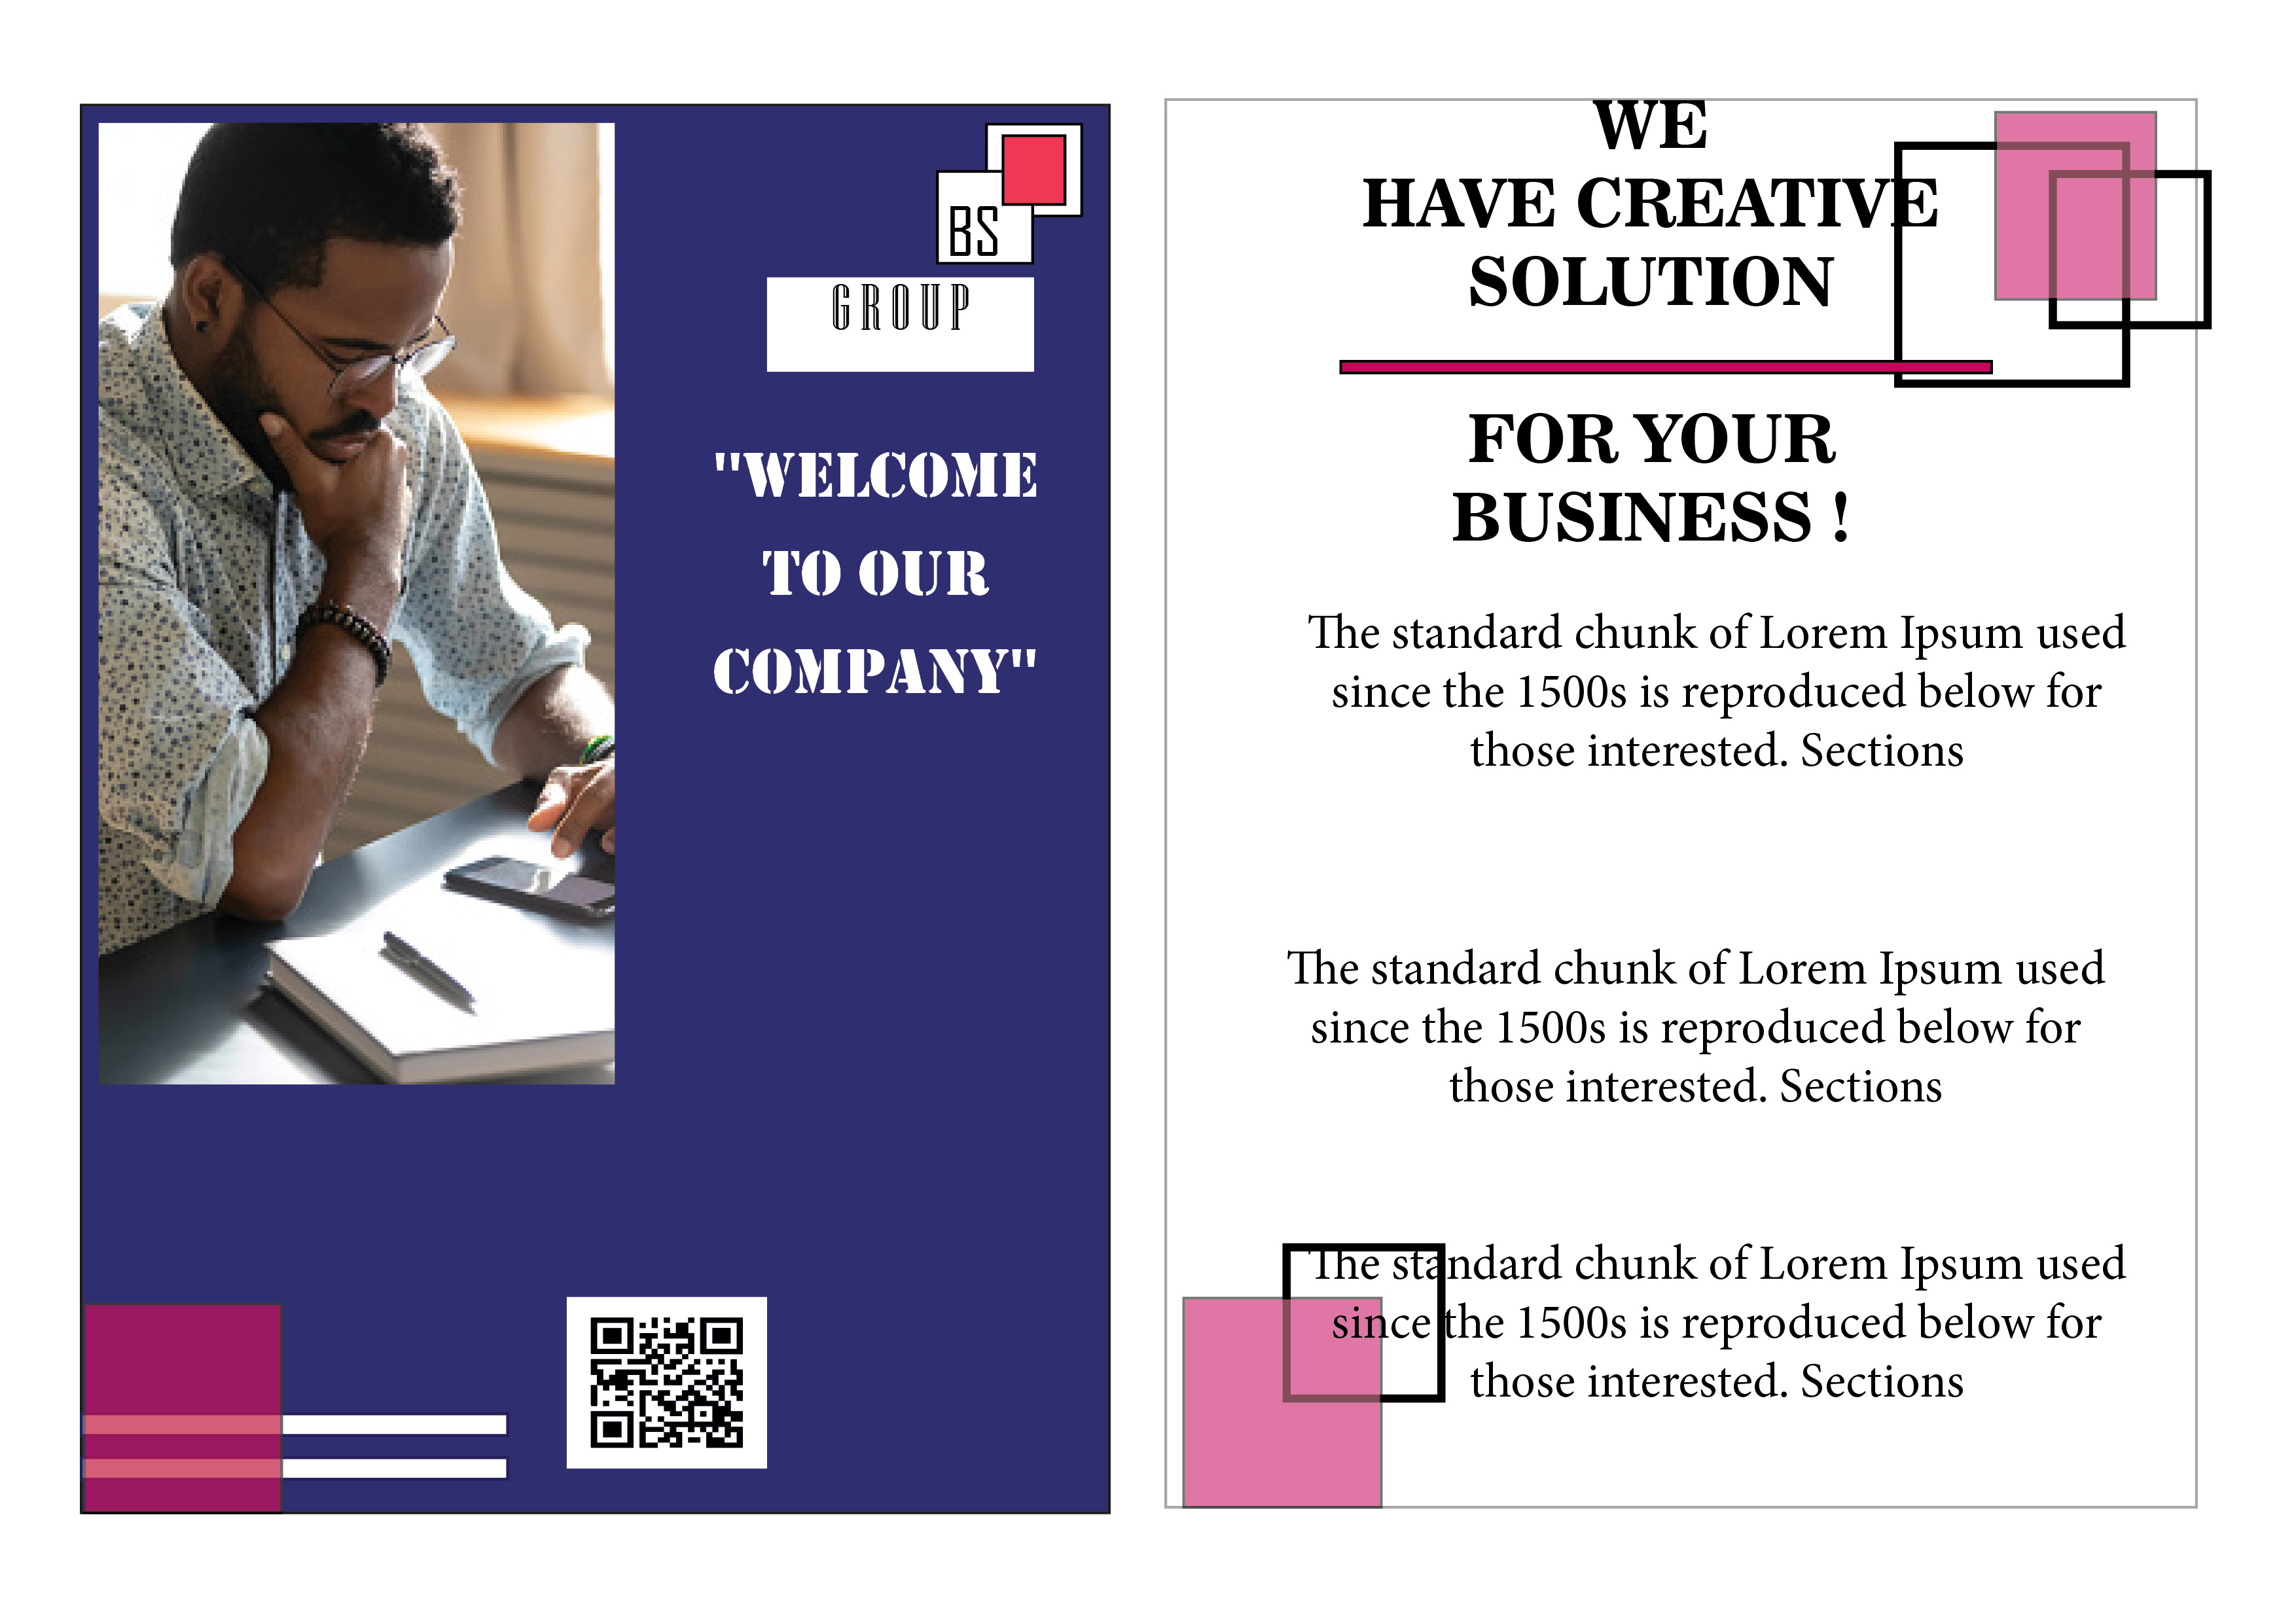 BS
GROUP
"WELCOME
TO OUR
COMPANY"
WE
HAVE CREATIVE
SOLUTION
FOR YOUR
BUSINESS !
The standard chunk of Lorem Ipsum used
since the 1500s is reproduced below for
those interested. Sections
The standard chunk of Lorem Ipsum used
since the 1500s is reproduced below for
those interested. Sections
The standard chunk of Lorem Ipsum used
since the 1500s is reproduced below for
those interested. Sections